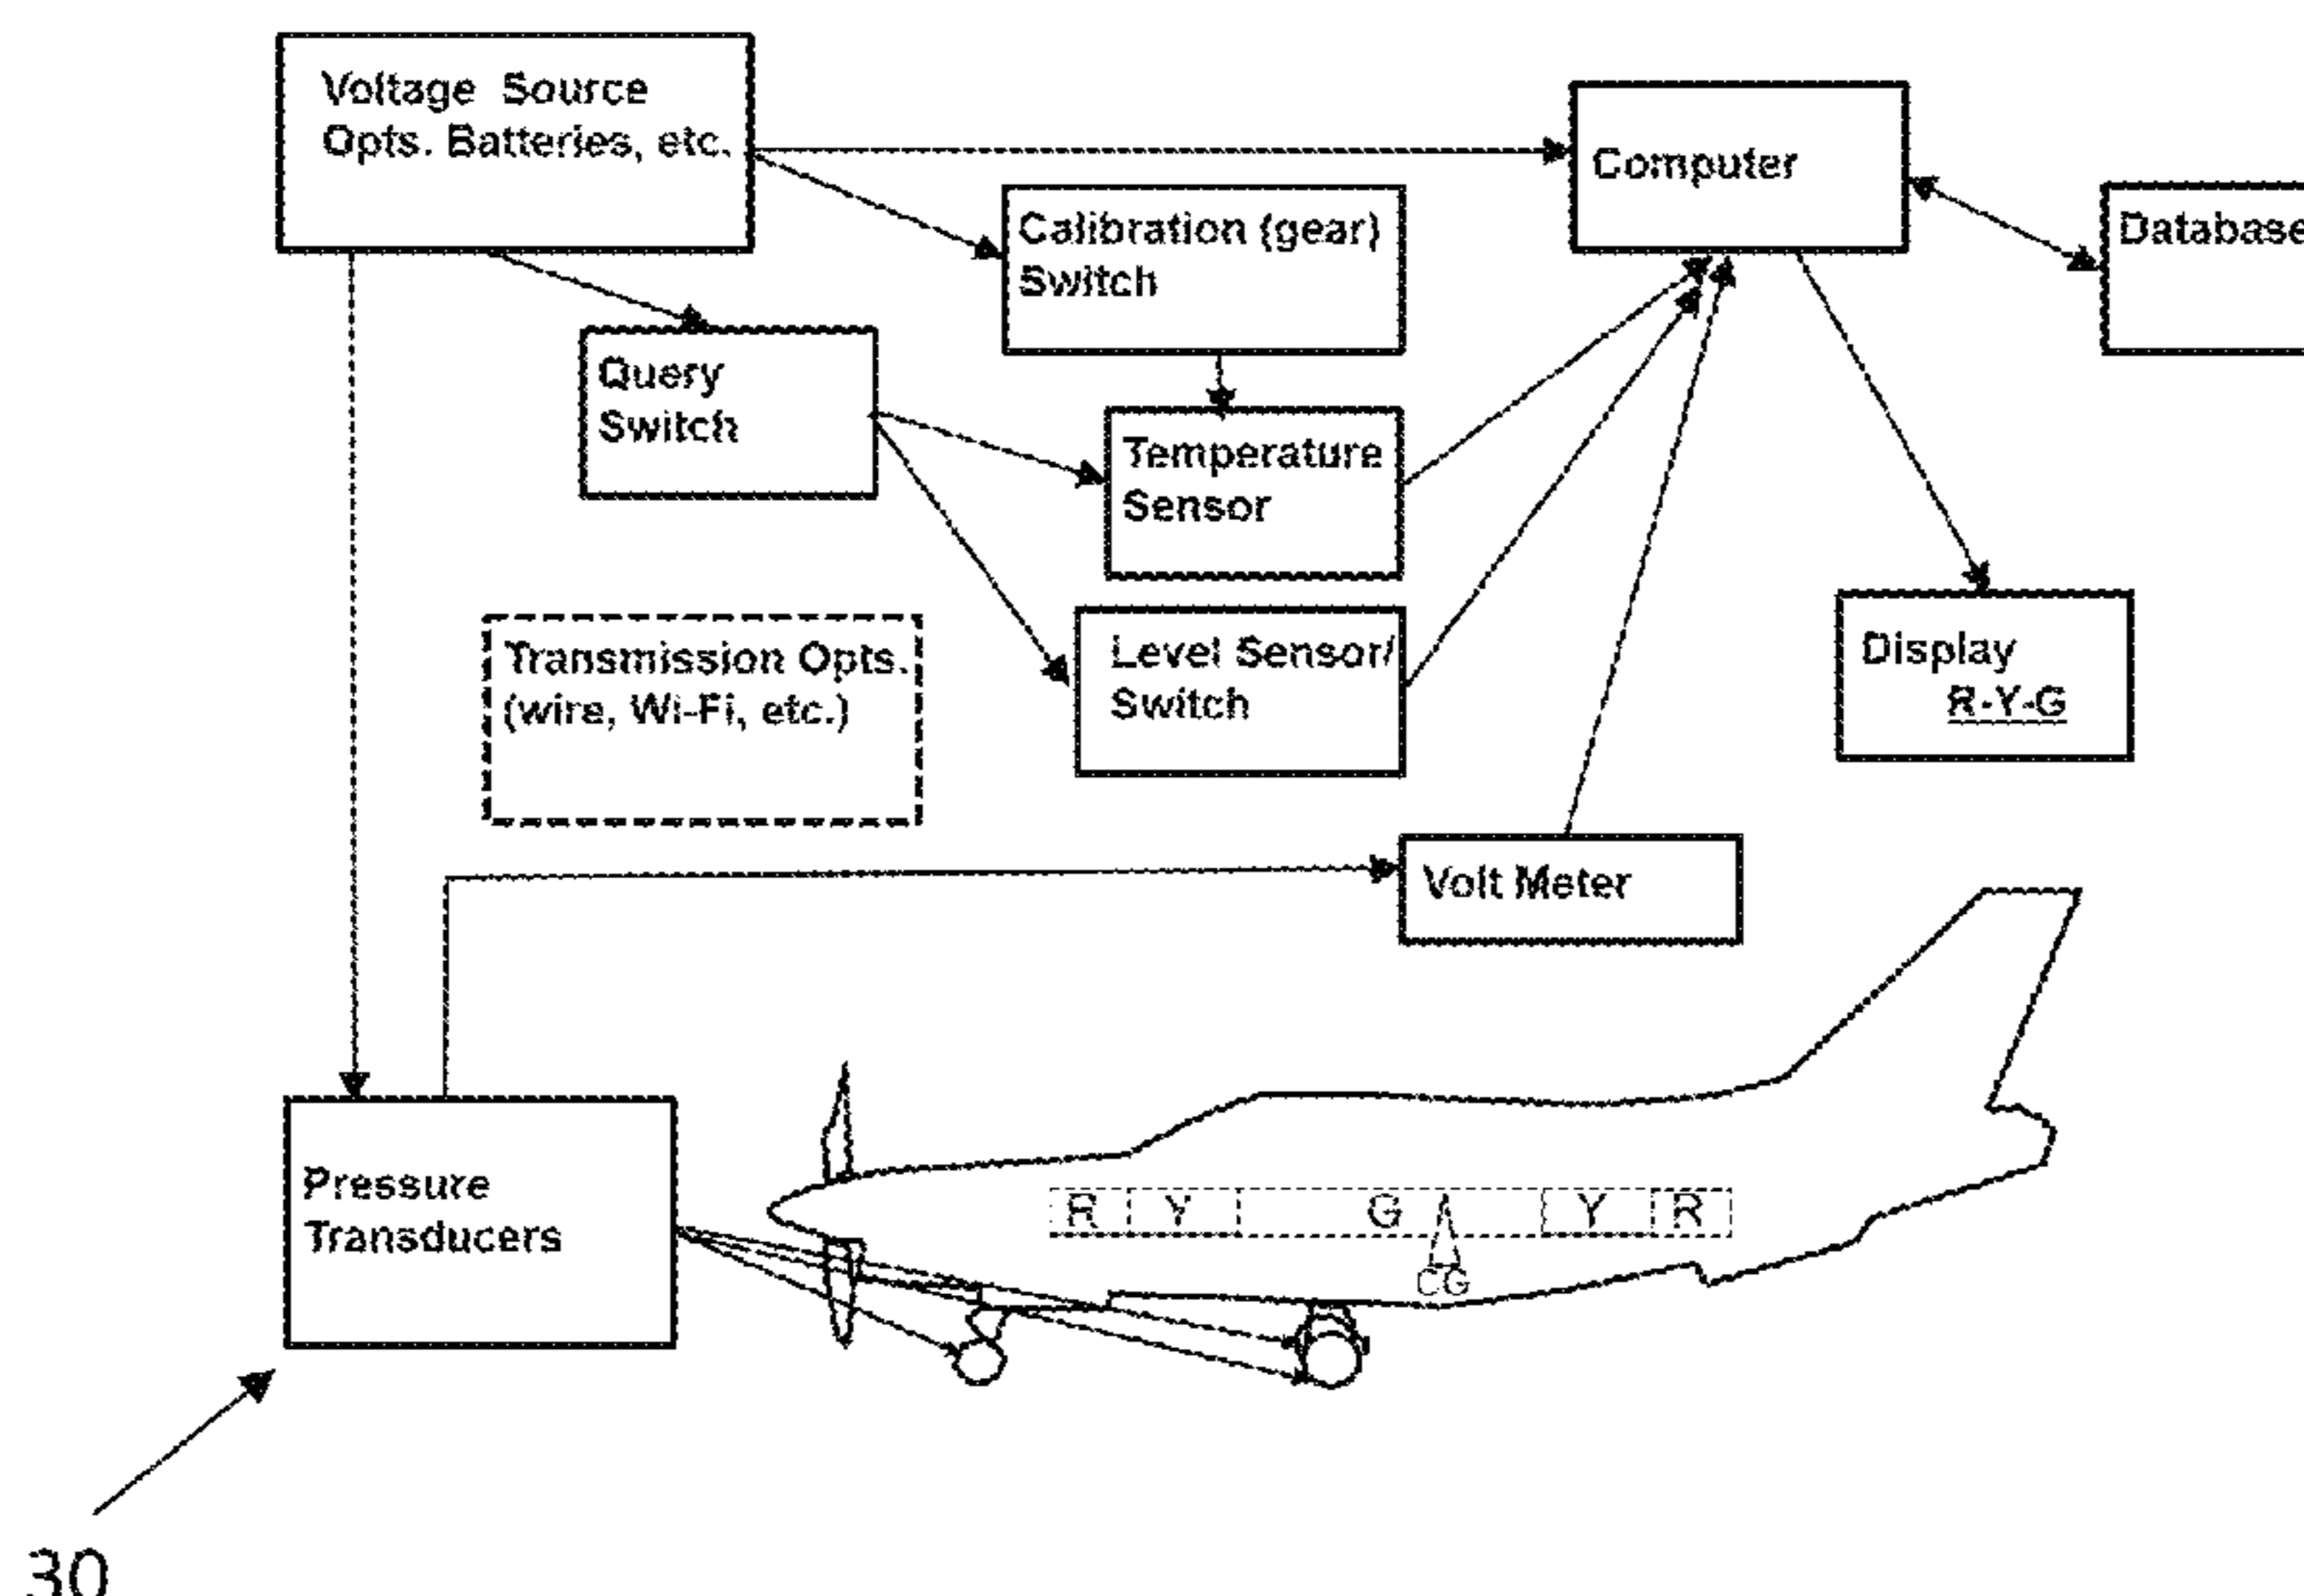 Voltage Source
Opts. Batteries, etc.
Computer
Calibration (gear)
Switch
Database
Query
Switch
Temperature
Sensor
Transmission Opts.
(wire, Wi-Fi, etc.)
Level Sensor/
Switch
Display
R-Y-G
Volt Meter
Pressure
Transducers
R Y G Y R
CG
30